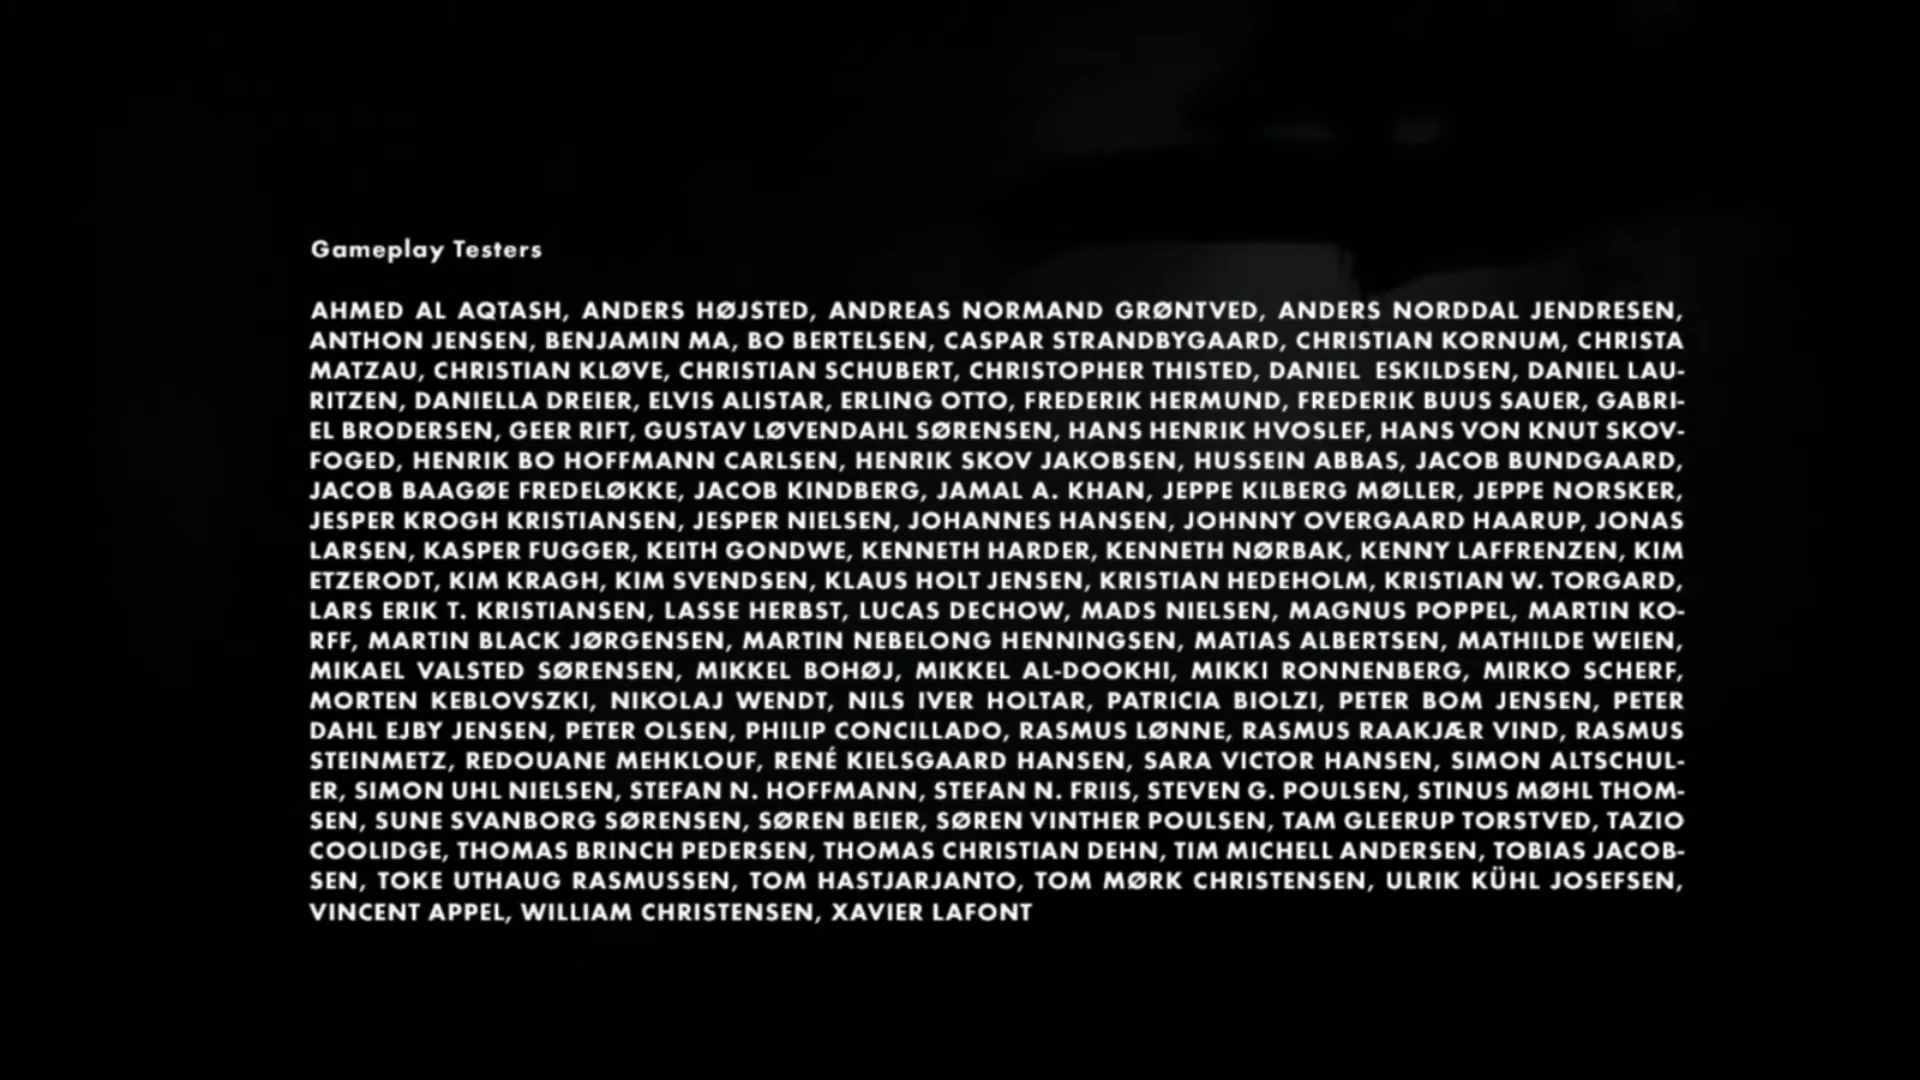 Gameplay Testers
AHMED AL AQTASH, ANDERS HØJSTED, ANDREAS NORMAND GRØNTVED, ANDERS NORDDAL JENDRESEN,
ANTHON JENSEN, BENJAMIN MA, BO BERTELSEN, CASPAR STRANDBYGAARD, CHRISTIAN KORNUM, CHRISTA
MATZAU, CHRISTIAN KLØVE, CHRISTIAN SCHUBERT, CHRISTOPHER THISTED, DANIEL ESKILDSEN, DANIEL LAU-
RITZEN, DANIELLA DREIER, ELVIS ALISTAR, ERLING OTTO, FREDERIK HERMUND, FREDERIK BUUS SAUER, GABRI-
EL BRODERSEN, GEER RIFT, GUSTAV LØVENDAHL SØRENSEN, HANS HENRIK HVOSLEF, HANS VON KNUT SKOV-
FOGED, HENRIK BO HOFFMANN CARLSEN, HENRIK SKOV JAKOBSEN, HUSSEIN ABBAS, JACOB BUNDGAARD,
JACOB BAAGØE FREDELØKKE, JACOB KINDBERG, JAMAL A. KHAN, JEPPE KILBERG MØLLER, JEPPE NORSKER,
JESPER KROGH KRISTIANSEN, JESPER NIELSEN, JOHANNES HANSEN, JOHNNY OVERGAARD HAARUP, JONAS
LARSEN, KASPER FUGGER, KEITH GONDWE, KENNETH HARDER, KENNETH NØRBAK, KENNY LAFFRENZEN, KIM
ETZERODT, KIM KRAGH, KIM SVENDSEN, KLAUS HOLT JENSEN, KRISTIAN HEDEHOLM, KRISTIAN W. TORGARD,
LARS ERIK T. KRISTIANSEN, LASSE HERBST, LUCAS DECHOW, MADS NIELSEN, MAGNUS POPPEL, MARTIN KO-
RFF, MARTIN BLACK JØRGENSEN, MARTIN NEBELONG HENNINGSEN, MATIAS ALBERTSEN, MATHILDE WEIEN,
MIKAEL VALSTED SØRENSEN, MIKKEL BOHØJ, MIKKEL AL-DOOKHI, MIKKI RONNENBERG, MIRKO SCHERF,
MORTEN KEBLOVSZKI, NIKOLAJ WENDT, NILS IVER HOLTAR, PATRICIA BIOLZI, PETER BOM JENSEN, PETER
DAHL EJBY JENSEN, PETER OLSEN, PHILIP CONCILLADO, RASMUS LØNNE, RASMUS RAAKJÆR VIND, RASMUS
STEINMETZ, REDOUANE MEHKLOUF, RENÉ KIELSGAARD HANSEN, SARA VICTOR HANSEN, SIMON ALTSCHUL-
ER, SIMON UHL NIELSEN, STEFAN N. HOFFMANN, STEFAN N. FRIIS, STEVEN G. POULSEN, STINUS MØHL THOM-
SEN, SUNE SVANBORG SØRENSEN, SØREN BEIER, SØREN VINTHER POULSEN, TAM GLEERUP TORSTVED, TAZIO
COOLIDGE, THOMAS BRINCH PEDERSEN, THOMAS CHRISTIAN DEHN, TIM MICHELL ANDERSEN, TOBIAS JACOB-
SEN, TOKE UTHAUG RASMUSSEN, TOM HASTJARJANTO, TOM MØRK CHRISTENSEN, ULRIK KÜHL JOSEFSEN,
VINCENT APPEL, WILLIAM CHRISTENSEN, XAVIER LAFONT